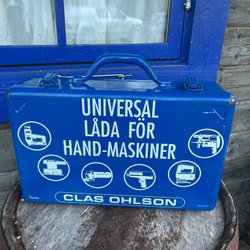 UNIVERSAL
LÅDA FÖR
HAND-MASKINER
CLAS OHLSON